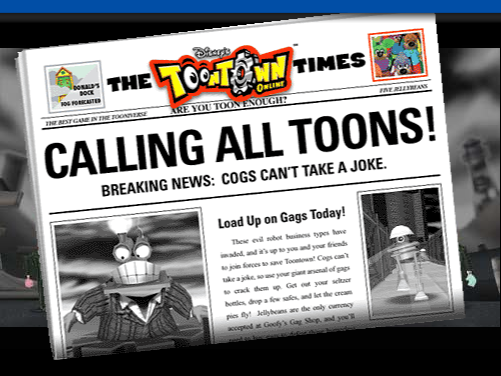 DONALD'S
DOCK
FOG FORECASTED
THE Disney's TOONTOWN ONLINE TIMES
ARE YOU TOON ENOUGH?
THE BEST GAME IN THE TOONIVERSE
FIVE JELLYBEANS
CALLING ALL TOONS!
BREAKING NEWS: COGS CAN'T TAKE A JOKE.
Load Up on Gags Today!
These evil robot business types have
invaded, and it's up to you and your friends
to join forces to save Toontown! Cogs can't
take a joke, so use your giant arsenal of gags
to crack them up. Get out your seltzer
bottles, drop a few safes, and let the cream
pies fly! Jellybeans are the only currency
accepted at Goofy's Gag Shop, and you'll